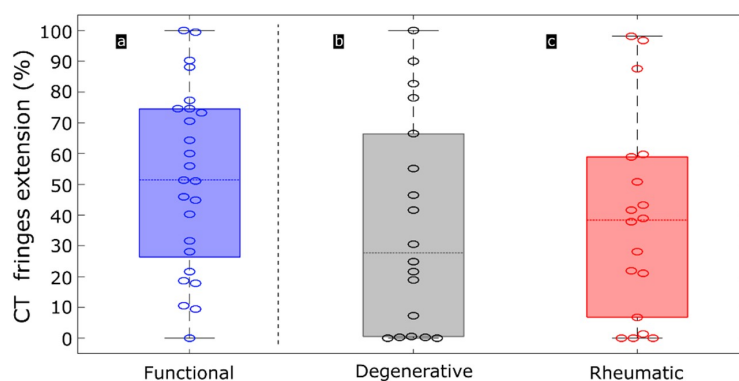 a
b
c
CT fringes extension (%)
100
90
80
70
60
50
40
30
20
10
0
Functional
Degenerative
Rheumatic